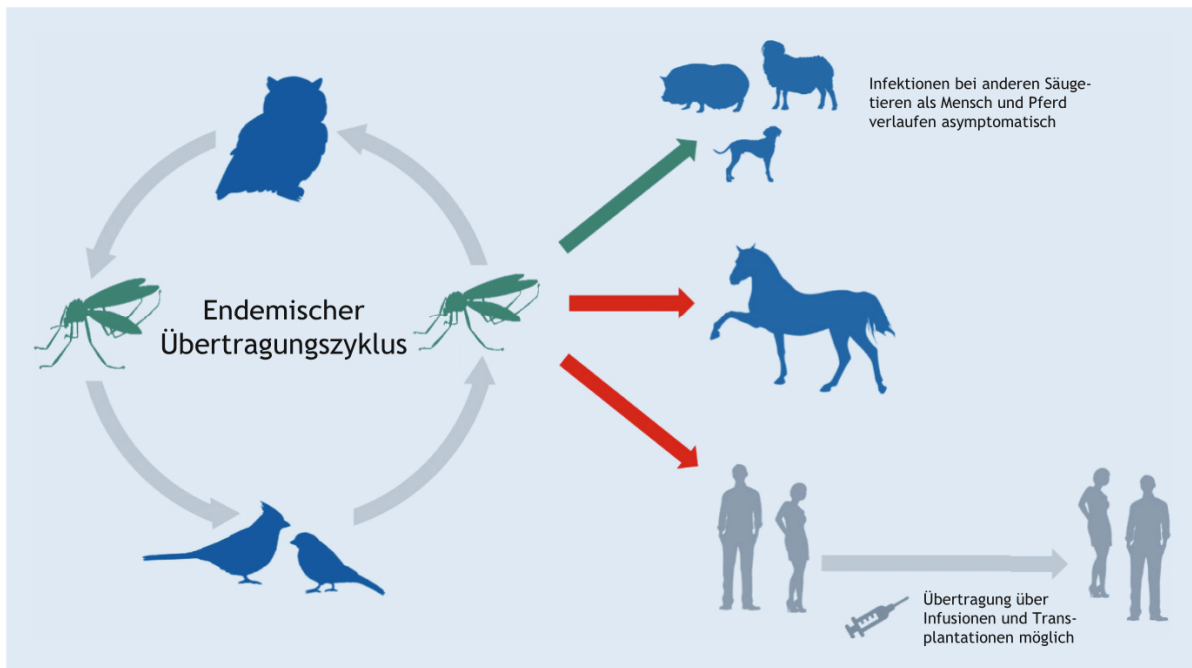 Infektionen bei anderen Säuge-
tieren als Mensch und Pferd
verlaufen asymptomatisch
Endemischer
Übertragungszyklus
Übertragung über
Infusionen und Trans-
plantationen möglich